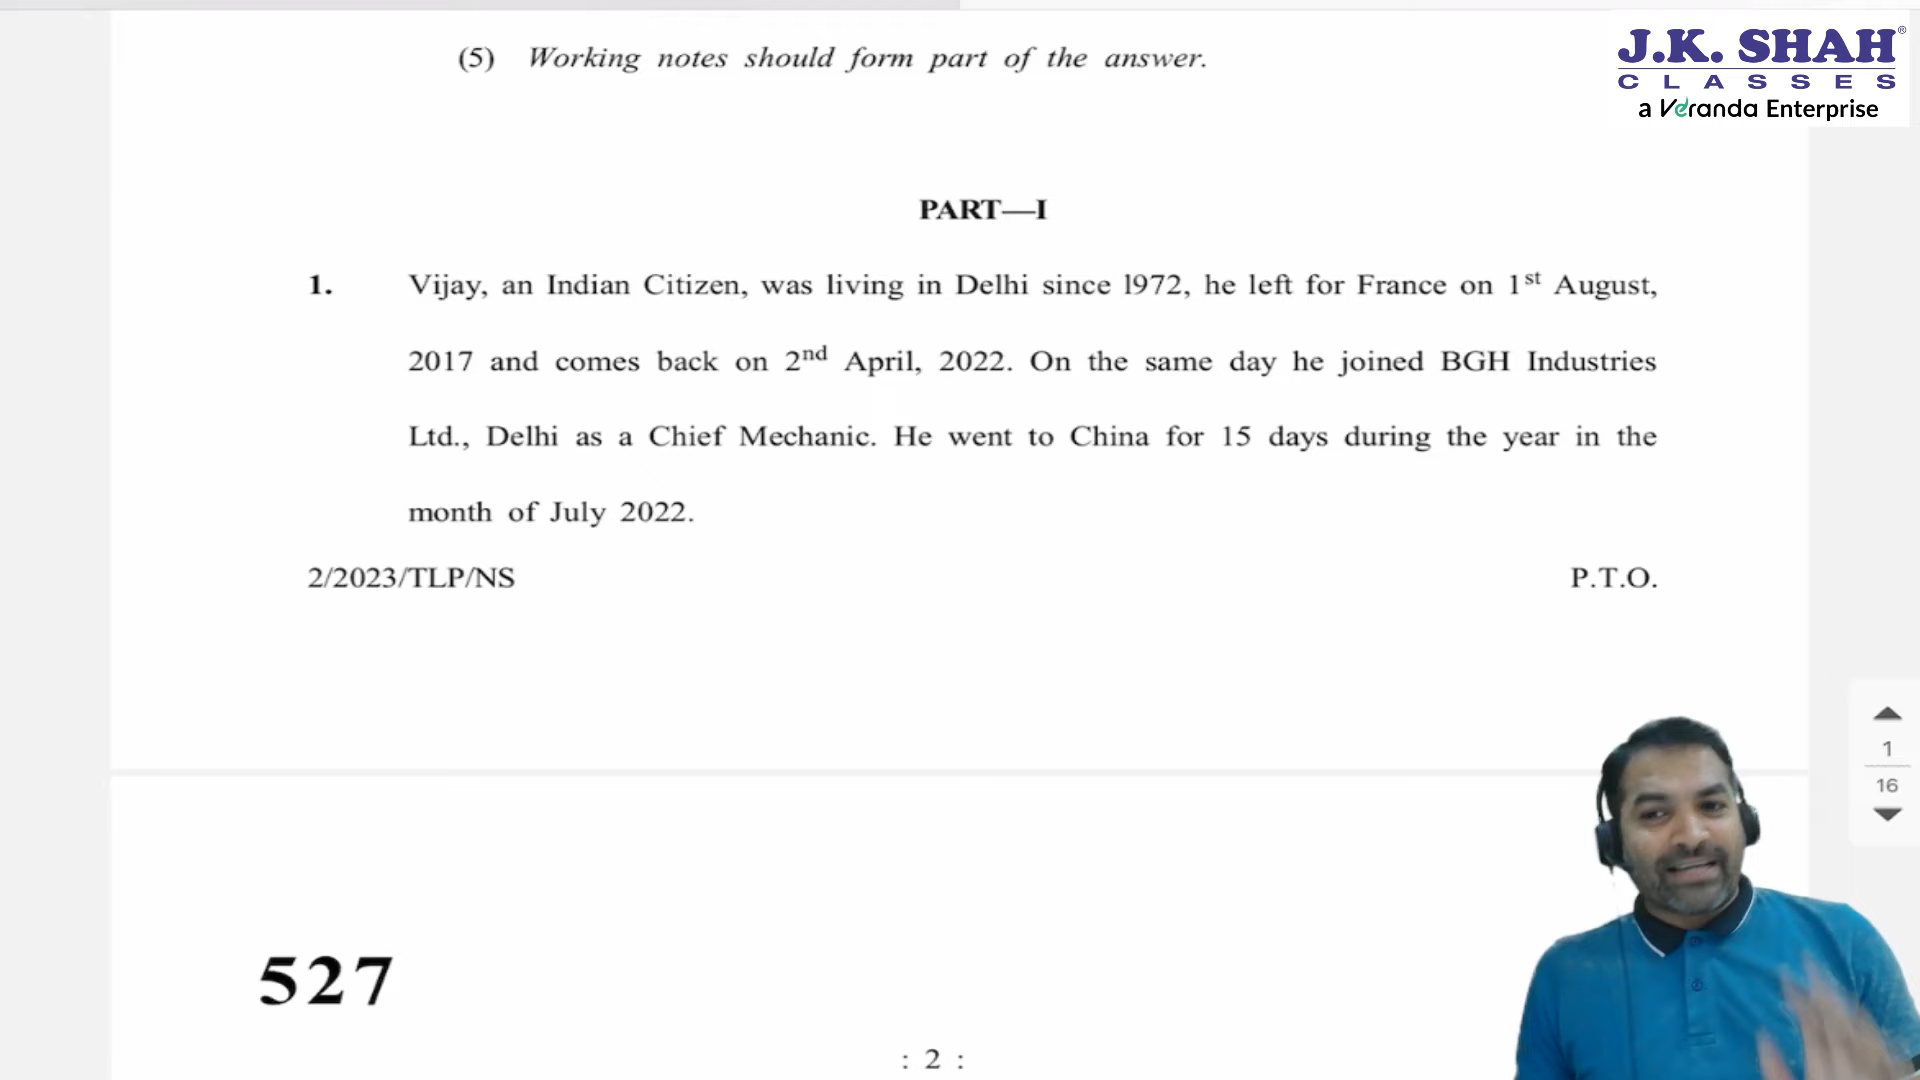 (5) Working notes should form part of the answer.
J.K. SHAH®
CLASSES
a Veranda Enterprise
PART—I
1. Vijay, an Indian Citizen, was living in Delhi since 1972, he left for France on 1st August,
2017 and comes back on 2nd April, 2022. On the same day he joined BGH Industries
Ltd., Delhi as a Chief Mechanic. He went to China for 15 days during the year in the
month of July 2022.
2/2023/TLP/NS P.T.O.
1
16
527
: 2 :